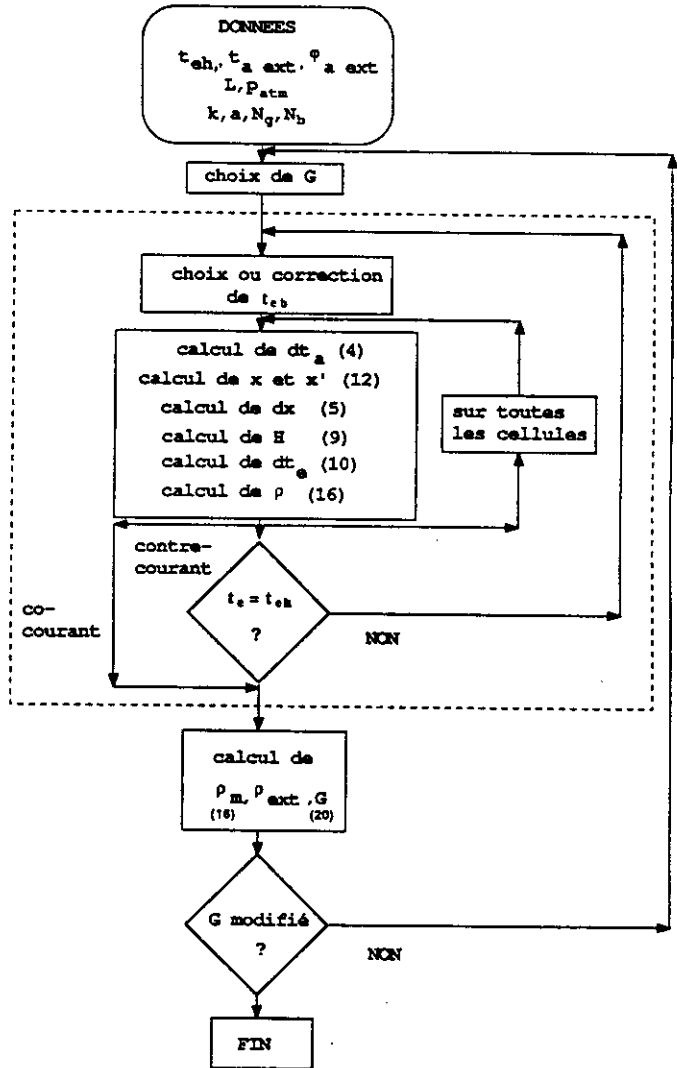 DONNEES
t_eh, t_a ext, φ_a ext
L, P_atm
k, a, N_g, N_b
choix de G
choix ou correction
de t_eb
calcul de dt_a (4)
calcul de x et x' (12)
calcul de dx (5)
calcul de H (9)
calcul de dt_e (10)
calcul de ρ (16)
sur toutes
les cellules
contre-
courant
co-
courant
t_e = t_eh
?
NON
calcul de
ρ_m, ρ_ext, G
(16) (20)
G modifié
?
NON
FIN